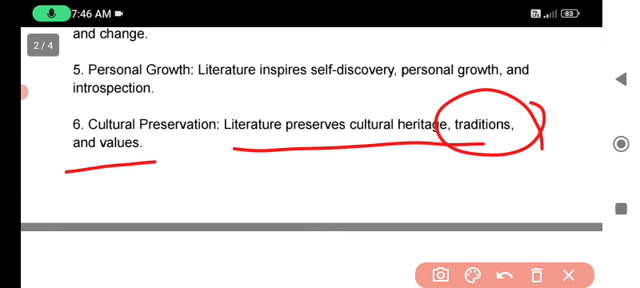 7:46 AM
83
and change.
2 / 4
5. Personal Growth: Literature inspires self-discovery, personal growth, and
introspection.
6. Cultural Preservation: Literature preserves cultural heritage, traditions,
and values.